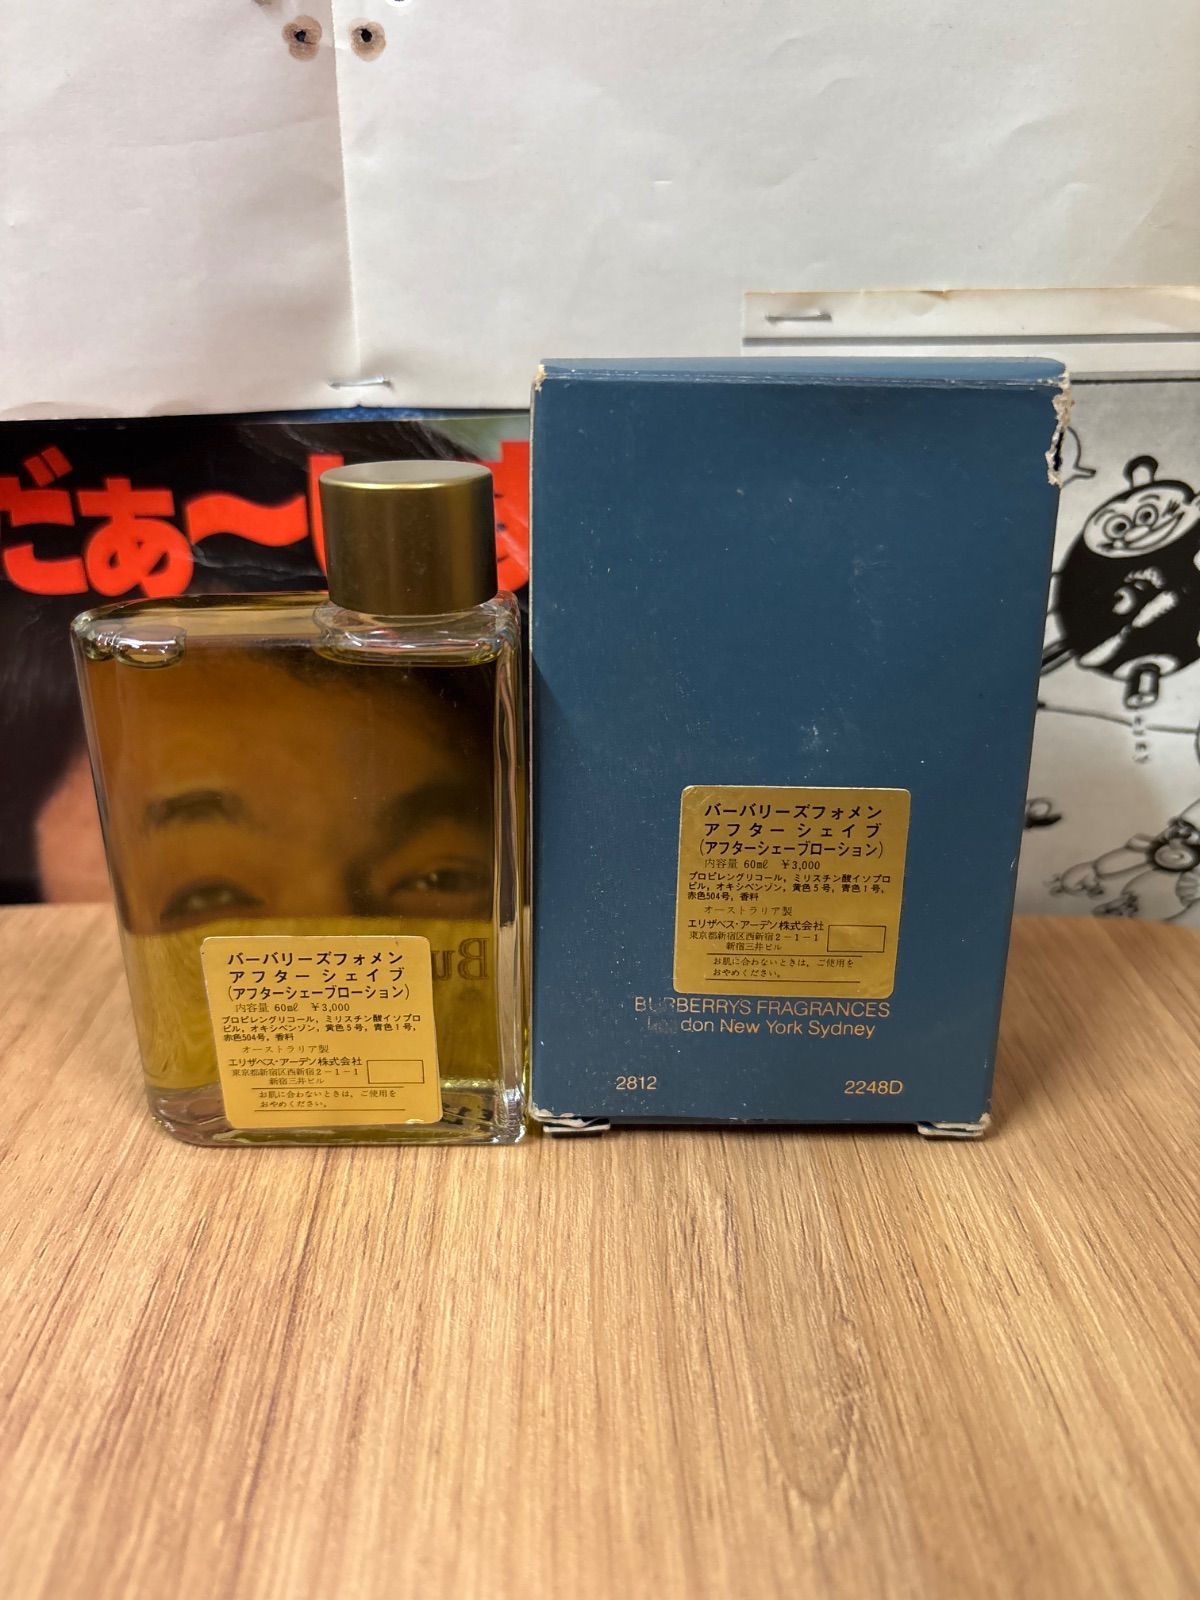 だぁ〜し
バーバリーズフォメン
アフター シェイブ
(アフターシェーブローション)
内容量 60㎖ ¥3,000
プロピレングリコール, ミリスチン酸イソプロ
ピル, オキシベンゾン, 黄色5号, 青色1号,
赤色504号, 香料
オーストラリア製
エリザベス・アーデン株式会社
東京都新宿区西新宿2-1-1
新宿三井ビル
お肌に合わないときは、ご使用を
おやめください。
バーバリーズフォメン
アフター シェイブ
(アフターシェーブローション)
内容量 60㎖ ¥3,000
プロピレングリコール, ミリスチン酸イソプロ
ピル, オキシベンゾン, 黄色5号, 青色1号,
赤色504号, 香料
オーストラリア製
エリザベス・アーデン株式会社
東京都新宿区西新宿2-1-1
新宿三井ビル
お肌に合わないときは、ご使用を
おやめください。
BURBERRYS FRAGRANCES
London New York Sydney
2812 2248D